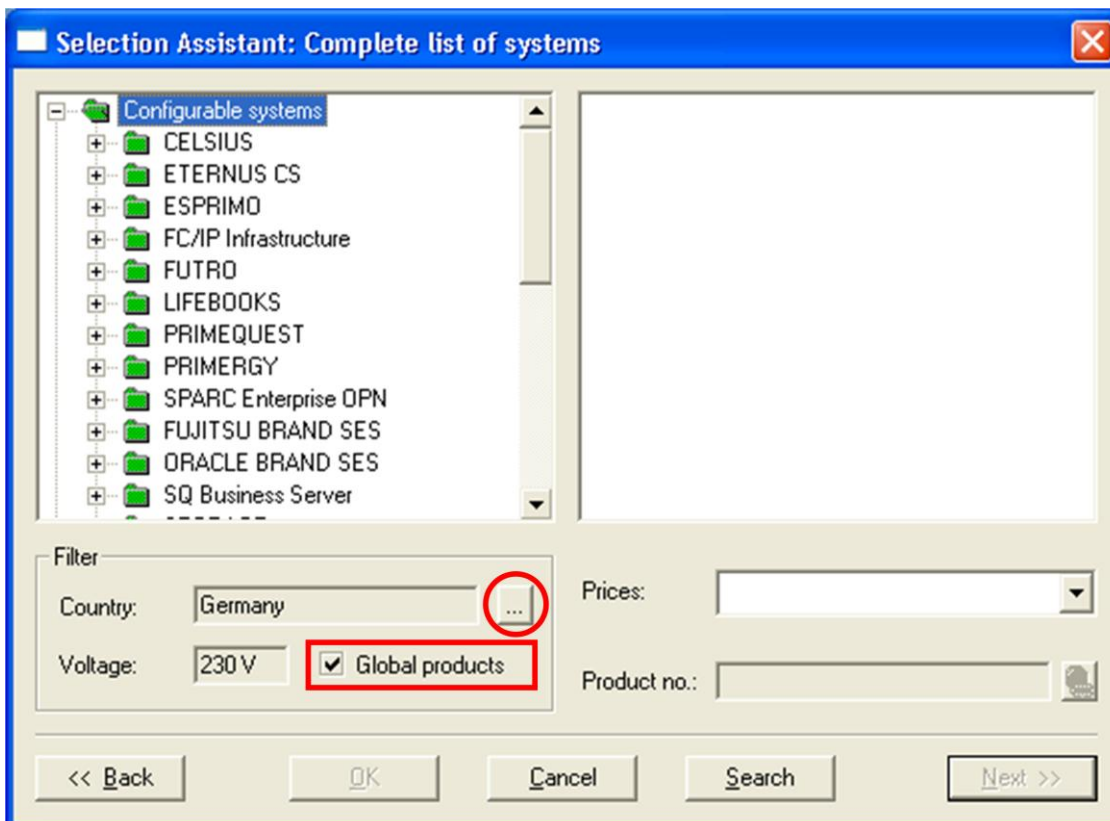 Selection Assistant: Complete list of systems
Configurable systems
CELSIUS
ETERNUS CS
ESPRIMO
FC/IP Infrastructure
FUTRO
LIFEBOOKS
PRIMEQUEST
PRIMERGY
SPARC Enterprise OPN
FUJITSU BRAND SES
ORACLE BRAND SES
SQ Business Server
Filter
Country: Germany ...
Voltage: 230 V Global products
Prices:
Product no.:
<< Back OK Cancel Search Next >>